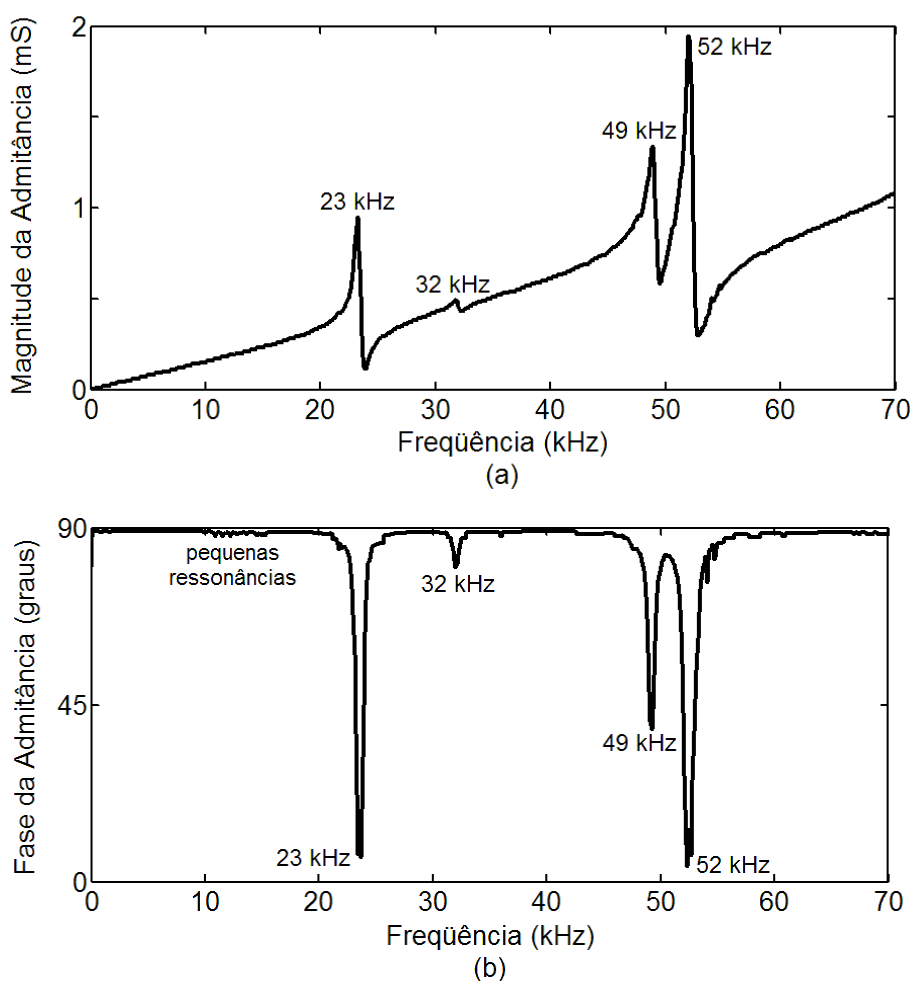 Magnitude da Admitância (mS)
2
1
0
52 kHz
49 kHz
23 kHz
32 kHz
0 10 20 30 40 50 60 70
Freqüência (kHz)
(a)
Fase da Admitância (graus)
90
45
0
pequenas
ressonâncias
32 kHz
49 kHz
23 kHz
52 kHz
0 10 20 30 40 50 60 70
Freqüência (kHz)
(b)